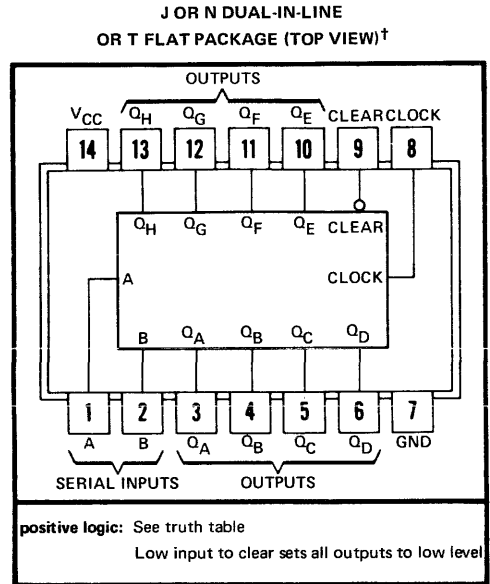 J OR N DUAL-IN-LINE
OR T FLAT PACKAGE (TOP VIEW)†
OUTPUTS
VCC QH QG QF QE CLEAR CLOCK
14 13 12 11 10 9 8
QH QG QF QE CLEAR
A CLOCK
B QA QB QC QD
1 2 3 4 5 6 7
A B QA QB QC QD GND
SERIAL INPUTS OUTPUTS
positive logic: See truth table
Low input to clear sets all outputs to low level